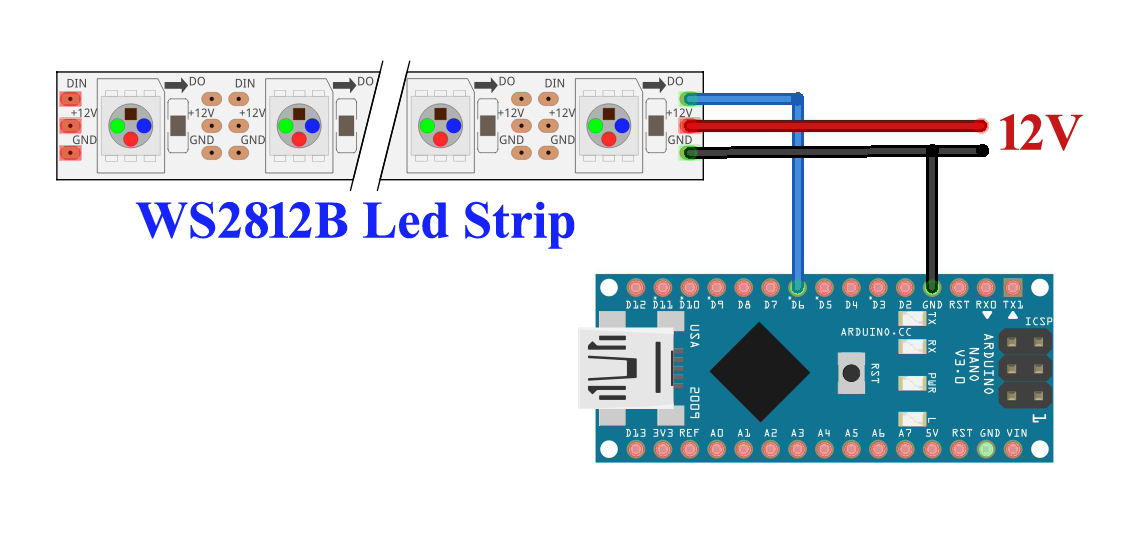 DIN DO DIN DO DO DIN DO
+12V +12V +12V +12V +12V
GND GND GND GND GND
12V
WS2812B Led Strip
D12 D11 D10 D9 D8 D7 D6 D5 D4 D3 D2 GND RST RX0 TX1
ICSP
TX
ARDUINO.CC
USA
RX
RST
ARDUINO
NANO
V3.0
PWR
2009
L
1
D13 3V3 REF A0 A1 A2 A3 A4 A5 A6 A7 5V RST GND VIN